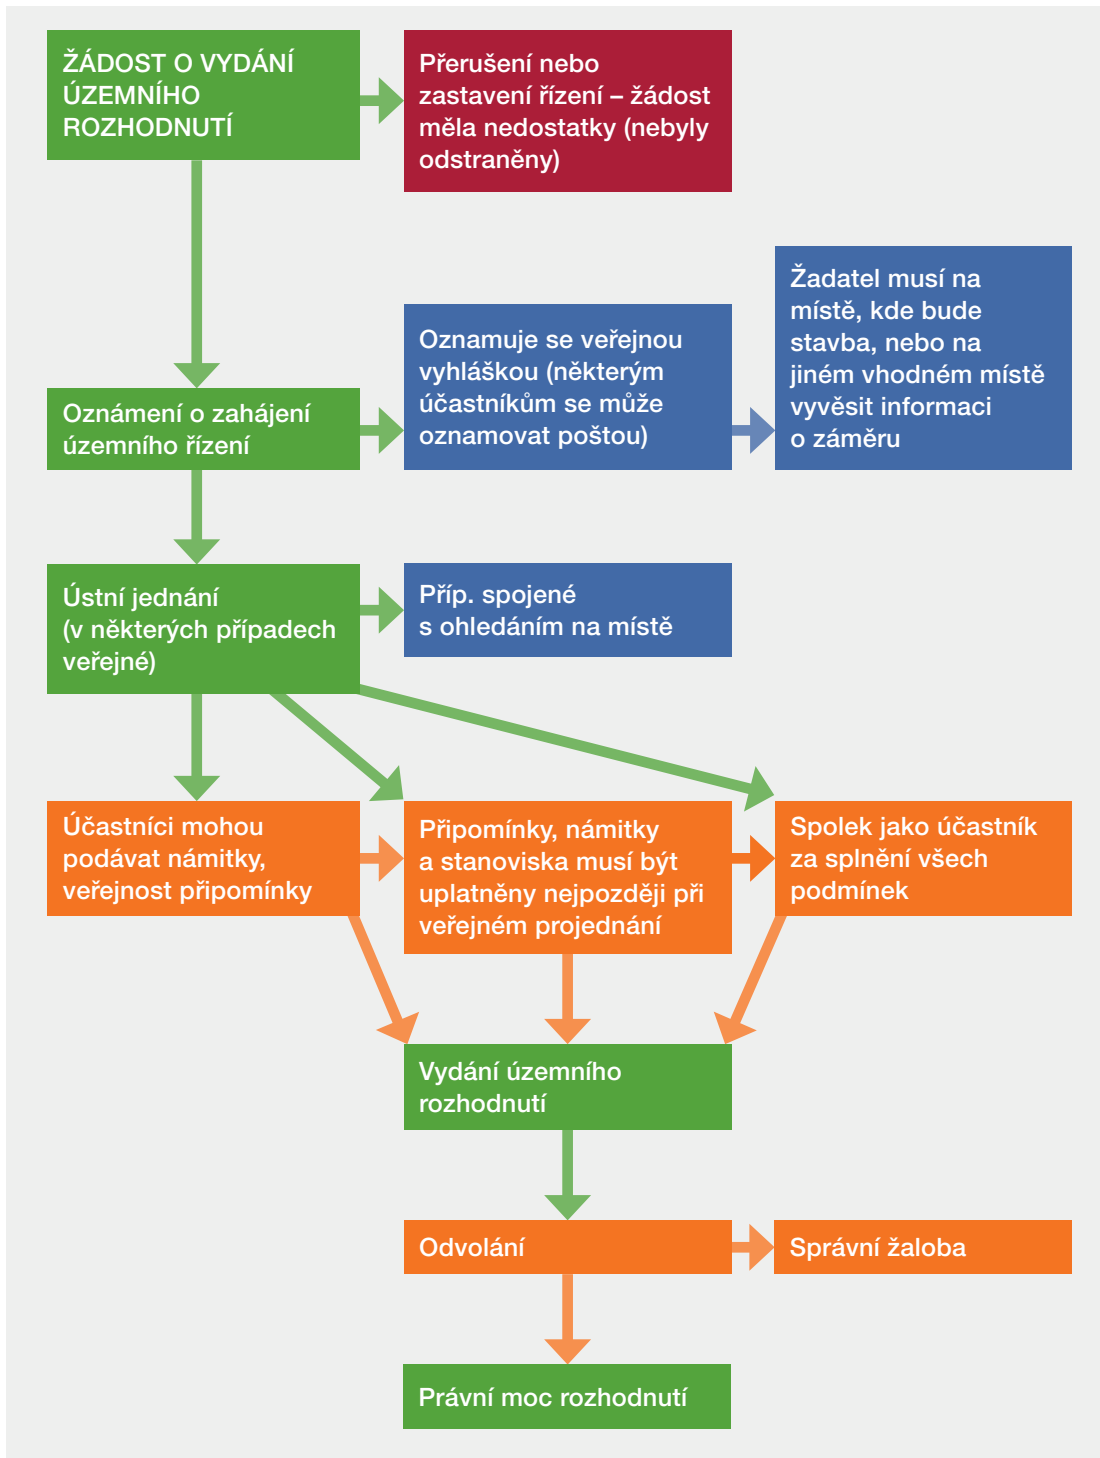 ŽÁDOST O VYDÁNÍ
ÚZEMNÍHO
ROZHODNUTÍ
Přerušení nebo
zastavení řízení – žádost
měla nedostatky (nebyly
odstraněny)
Oznámení o zahájení
územního řízení
Oznamuje se veřejnou
vyhláškou (některým
účastníkům se může
oznamovat poštou)
Žadatel musí na
místě, kde bude
stavba, nebo na
jiném vhodném místě
vyvěsit informaci
o záměru
Ústní jednání
(v některých případech
veřejné)
Příp. spojené
s ohledáním na místě
Účastníci mohou
podávat námitky,
veřejnost připomínky
Připomínky, námitky
a stanoviska musí být
uplatněny nejpozději při
veřejném projednání
Spolek jako účastník
za splnění všech
podmínek
Vydání územního
rozhodnutí
Odvolání
Správní žaloba
Právní moc rozhodnutí